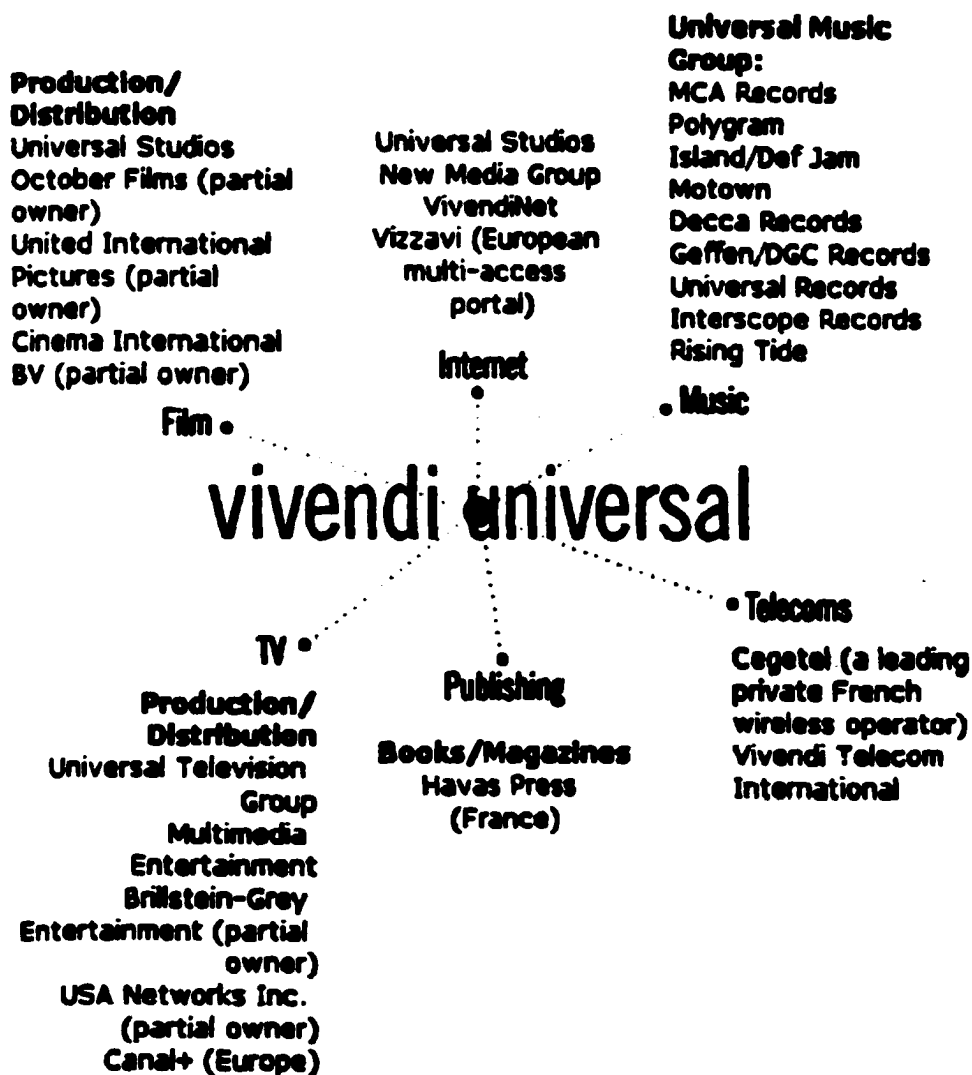 Production/
Distribution
Universal Studios
October Films (partial
owner)
United International
Pictures (partial
owner)
Cinema International
BV (partial owner)
Film
Universal Studios
New Media Group
VivendiNet
Vizzavi (European
multi-access
portal)
Internet
Universal Music
Group:
MCA Records
Polygram
Island/Def Jam
Motown
Decca Records
Geffen/DGC Records
Universal Records
Interscope Records
Rising Tide
Music
vivendi universal
TV
Production/
Distribution
Universal Television
Group
Multimedia
Entertainment
Brillstein-Grey
Entertainment (partial
owner)
USA Networks Inc.
(partial owner)
Canal+ (Europe)
Publishing
Books/Magazines
Havas Press
(France)
Telecoms
Cegetel (a leading
private French
wireless operator)
Vivendi Telecom
International